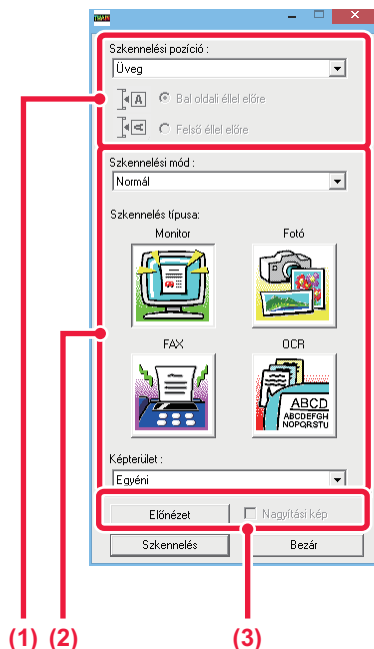 TWAIN
Szkennelési pozíció :
Üveg
A Bal oldali éllel előre
A Felső éllel előre
Szkennelési mód :
Normál
Szkennelés típusa:
Monitor Fotó
FAX OCR
ABCD
ABCDEFGH
NOPQRSTU
Képterület :
Egyéni
Előnézet Nagyítási kép
Szkennelés Bezár
(1) (2) (3)